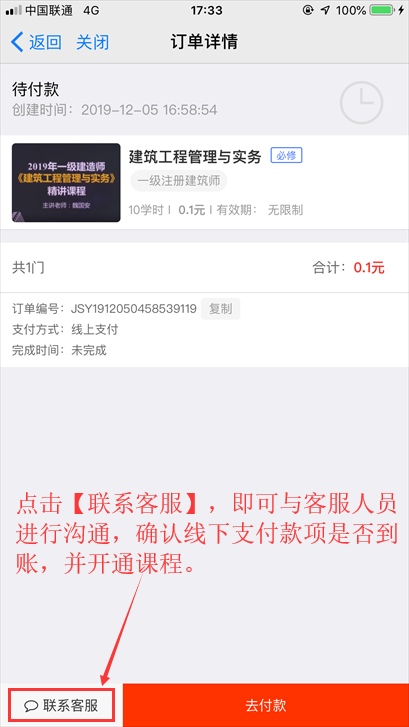 中国联通 4G 17:33 100%
返回 关闭 订单详情
待付款
创建时间：2019-12-05 16:58:54
2019年一级建造师
《建筑工程管理与实务》
精讲课程
主讲老师：魏国安
建筑工程管理与实务 必修
一级注册建筑师
10学时 | 0.1元 | 有效期： 无限制
共1门 合计：0.1元
订单编号：JSY1912050458539119 复制
支付方式：线上支付
完成时间：未完成
点击【联系客服】，即可与客服人员
进行沟通，确认线下支付款项是否到
账，并开通课程。
联系客服 去付款